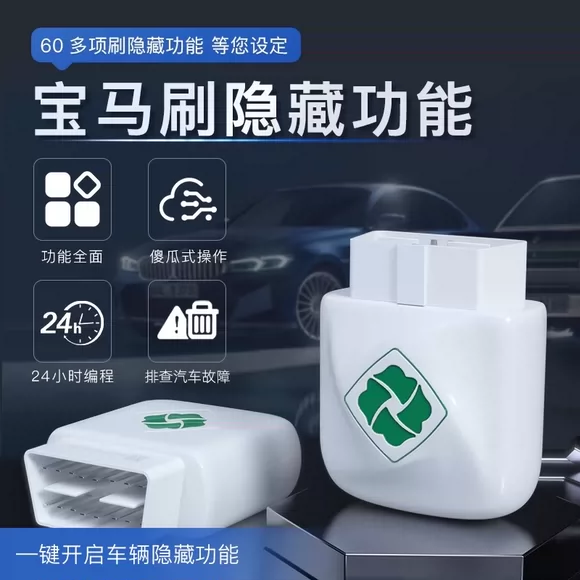 60 多项刷隐藏功能 等您设定
宝马刷隐藏功能
功能全面
傻瓜式操作
24h
24小时编程
排查汽车故障
一键开启车辆隐藏功能